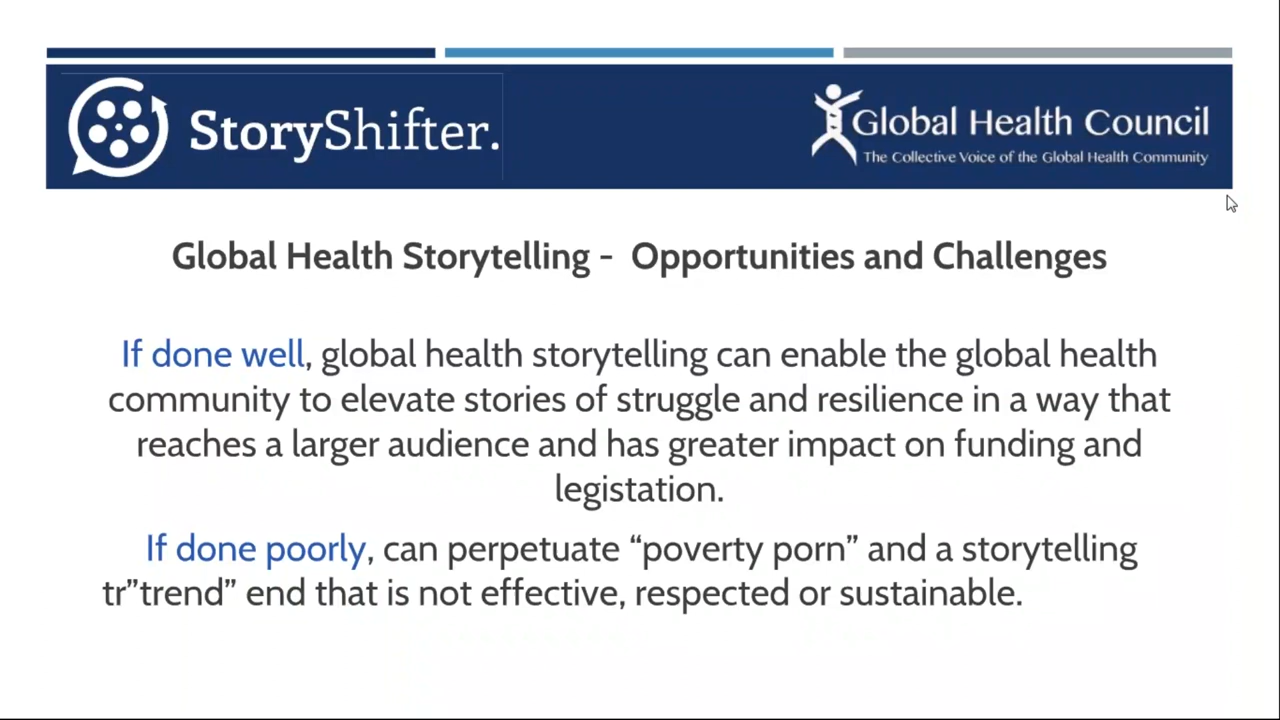 StoryShifter.
Global Health Council
The Collective Voice of the Global Health Community
Global Health Storytelling - Opportunities and Challenges
If done well, global health storytelling can enable the global health
community to elevate stories of struggle and resilience in a way that
reaches a larger audience and has greater impact on funding and
legistation.
If done poorly, can perpetuate “poverty porn” and a storytelling
tr”trend” end that is not effective, respected or sustainable.